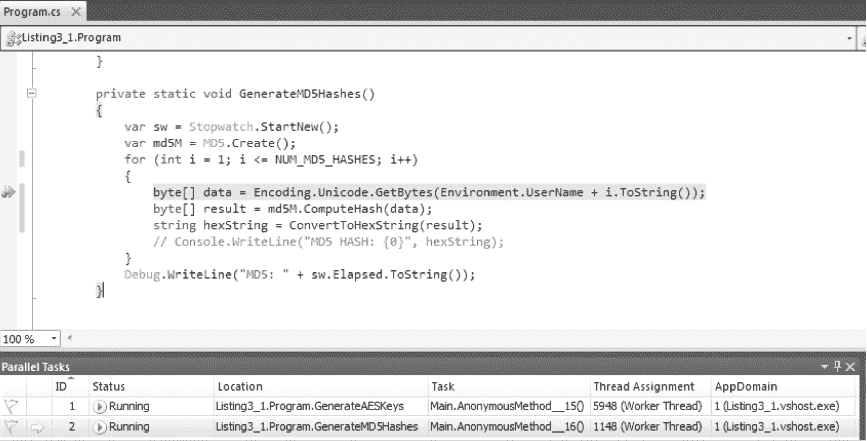 Program.cs
Listing3_1.Program
}
private static void GenerateMD5Hashes()
{
var sw = Stopwatch.StartNew();
var md5M = MD5.Create();
for (int i = 1; i <= NUM_MD5_HASHES; i++)
{
byte[] data = Encoding.Unicode.GetBytes(Environment.UserName + i.ToString());
byte[] result = md5M.ComputeHash(data);
string hexString = ConvertToHexString(result);
// Console.WriteLine("MD5 HASH: {0}", hexString);
}
Debug.WriteLine("MD5: " + sw.Elapsed.ToString());
}
100 %
Parallel Tasks
ID Status Location Task Thread Assignment AppDomain
1 Running Listing3_1.Program.GenerateAESKeys Main.AnonymousMethod__15() 5948 (Worker Thread) 1 (Listing3_1.vshost.exe)
2 Running Listing3_1.Program.GenerateMD5Hashes Main.AnonymousMethod__16() 1148 (Worker Thread) 1 (Listing3_1.vshost.exe)